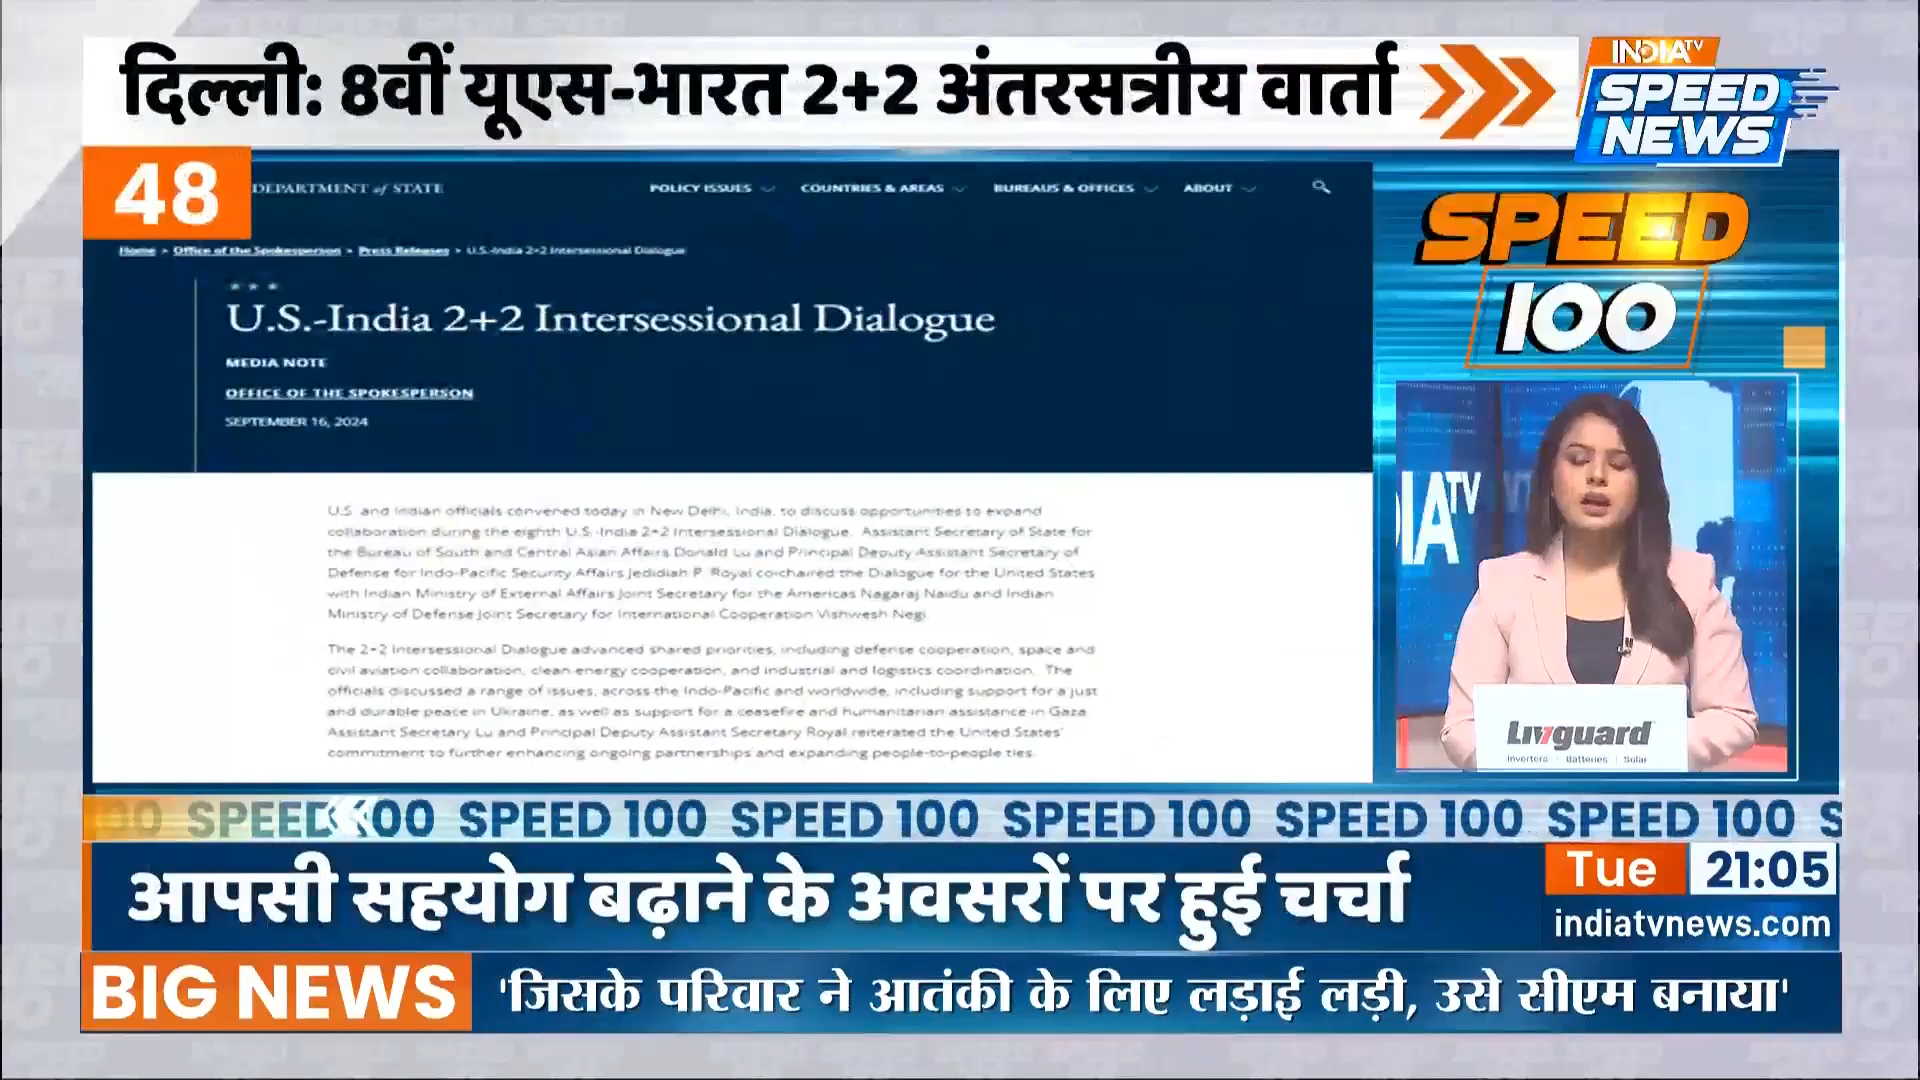 दिल्ली: 8वीं यूएस-भारत 2+2 अंतरसत्रीय वार्ता
INDIA TV
SPEED
NEWS
48
DEPARTMENT of STATE
POLICY ISSUES COUNTRIES & AREAS BUREAUS & OFFICES ABOUT
Home > Office of the Spokesperson > Press Releases > U.S.-India 2+2 Intersessional Dialogue
U.S.-India 2+2 Intersessional Dialogue
MEDIA NOTE
OFFICE OF THE SPOKESPERSON
SEPTEMBER 16, 2024
U.S. and Indian officials convened today in New Delhi, India, to discuss opportunities to expand
collaboration during the eighth U.S.-India 2+2 Intersessional Dialogue. Assistant Secretary of State for
the Bureau of South and Central Asian Affairs Donald Lu and Principal Deputy Assistant Secretary of
Defense for Indo-Pacific Security Affairs Jedidiah P. Royal co-chaired the Dialogue for the United States
with Indian Ministry of External Affairs Joint Secretary for the Americas Nagaraj Naidu and Indian
Ministry of Defense Joint Secretary for International Cooperation Vishwesh Negi.
The 2+2 Intersessional Dialogue advanced shared priorities, including defense cooperation, space and
civil aviation collaboration, clean energy cooperation, and industrial and logistics coordination. The
officials discussed a range of issues, across the Indo-Pacific and worldwide, including support for a just
and durable peace in Ukraine, as well as support for a ceasefire and humanitarian assistance in Gaza.
Assistant Secretary Lu and Principal Deputy Assistant Secretary Royal reiterated the United States'
commitment to further enhancing ongoing partnerships and expanding people-to-people ties.
SPEED
100
IA TV
Livguard
Inverters | Batteries | Solar
00 SPEED 100 SPEED 100 SPEED 100 SPEED 100 SPEED 100 SPEED 100 S
आपसी सहयोग बढ़ाने के अवसरों पर हुई चर्चा
Tue 21:05
indiatvnews.com
BIG NEWS 'जिसके परिवार ने आतंकी के लिए लड़ाई लड़ी, उसे सीएम बनाया'